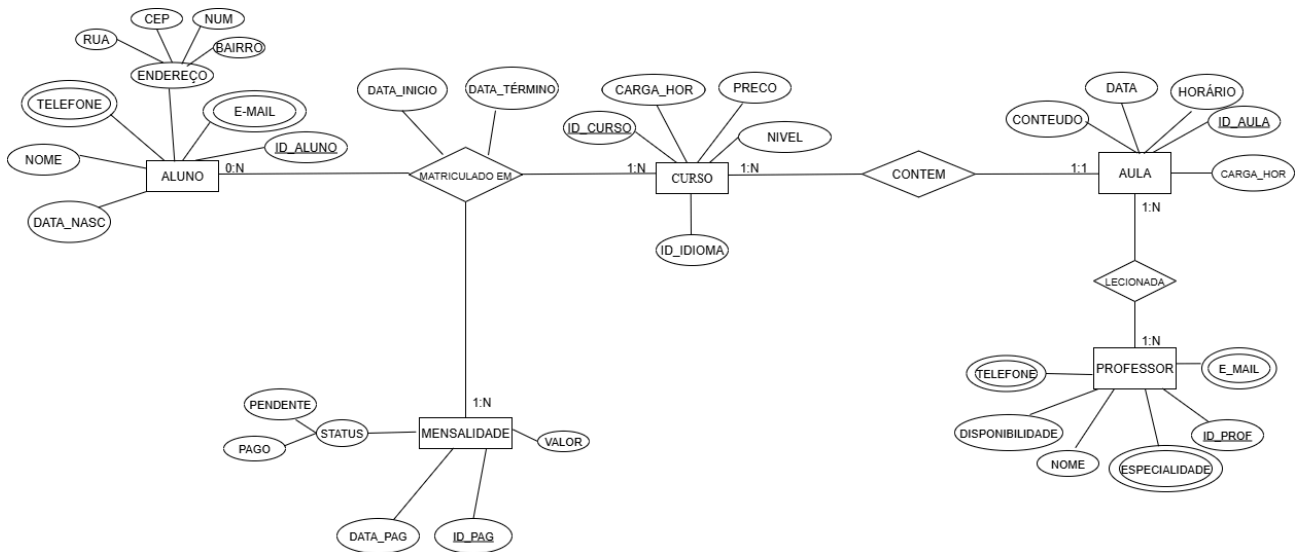 CEP
NUM
RUA
BAIRRO
ENDEREÇO
TELEFONE
E-MAIL
ID_ALUNO
NOME
ALUNO
0:N
DATA_NASC
DATA_INICIO
DATA_TÉRMINO
MATRICULADO EM
1:N
CARGA_HOR
PRECO
ID_CURSO
NIVEL
CURSO
1:N
ID_IDIOMA
CONTEM
1:1
DATA
HORÁRIO
CONTEUDO
ID_AULA
AULA
CARGA_HOR
1:N
LECIONADA
1:N
PROFESSOR
TELEFONE
E_MAIL
DISPONIBILIDADE
ID_PROF
NOME
ESPECIALIDADE
1:N
PENDENTE
STATUS
MENSALIDADE
VALOR
PAGO
DATA_PAG
ID_PAG